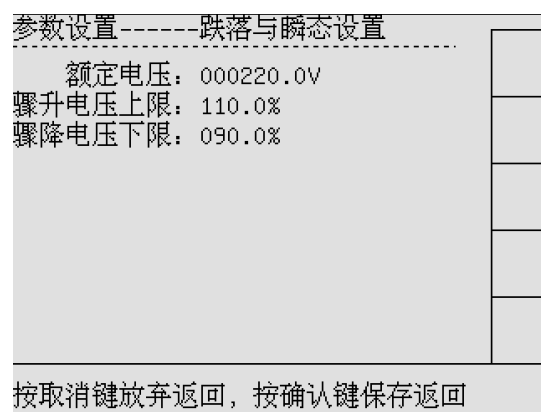 参数设置------跌落与瞬态设置
额定电压：000220.0V
骤升电压上限：110.0%
骤降电压下限：090.0%
按取消键放弃返回，按确认键保存返回